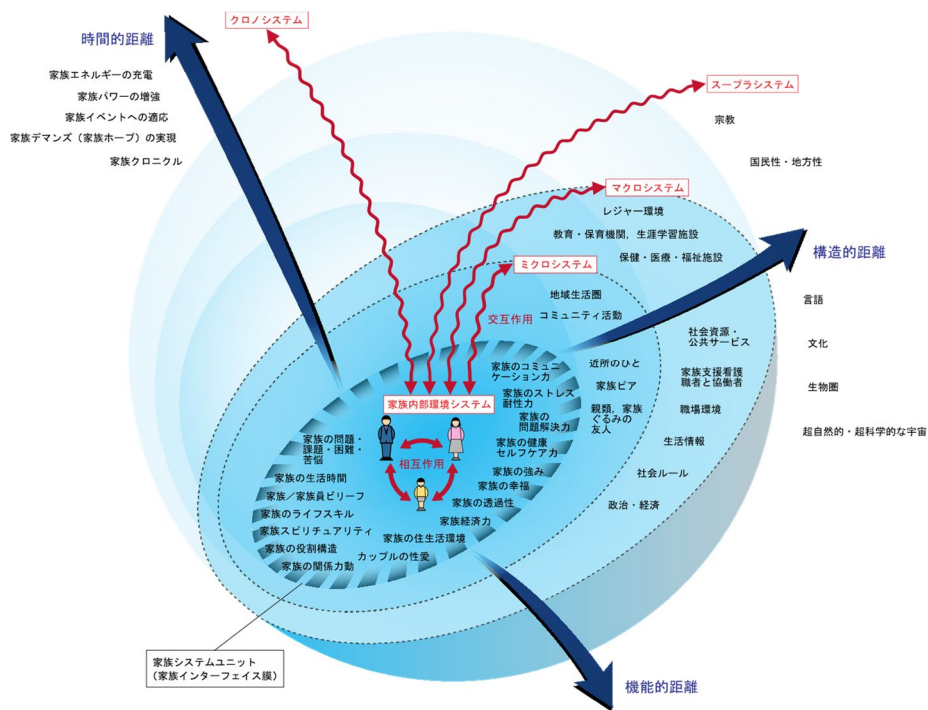 クロノシステム
時間的距離
家族エネルギーの充電
家族パワーの増強
家族イベントへの適応
家族デマンズ（家族ホープ）の実現
家族クロニクル
スープラシステム
宗教
国民性・地方性
マクロシステム
レジャー環境
教育・保育機関，生涯学習施設
保健・医療・福祉施設
構造的距離
ミクロシステム
地域生活圏
コミュニティ活動
交互作用
言語
文化
生物圏
超自然的・超科学的な宇宙
社会資源・
公共サービス
家族支援看護
職者と協働者
職場環境
生活情報
社会ルール
政治・経済
近所のひと
家族ピア
親類，家族
ぐるみの
友人
家族内部環境システム
相互作用
家族のコミュニ
ケーション力
家族のストレス
耐性力
家族の
問題解決力
家族の健康
セルフケア力
家族の強み
家族の幸福
家族の透過性
家族経済力
家族の住生活環境
カップルの性愛
家族の問題・
課題・困難・
苦悩
家族の生活時間
家族／家族員ビリーフ
家族のライフスキル
家族スピリチュアリティ
家族の役割構造
家族の関係力動
家族システムユニット
（家族インターフェイス膜）
機能的距離